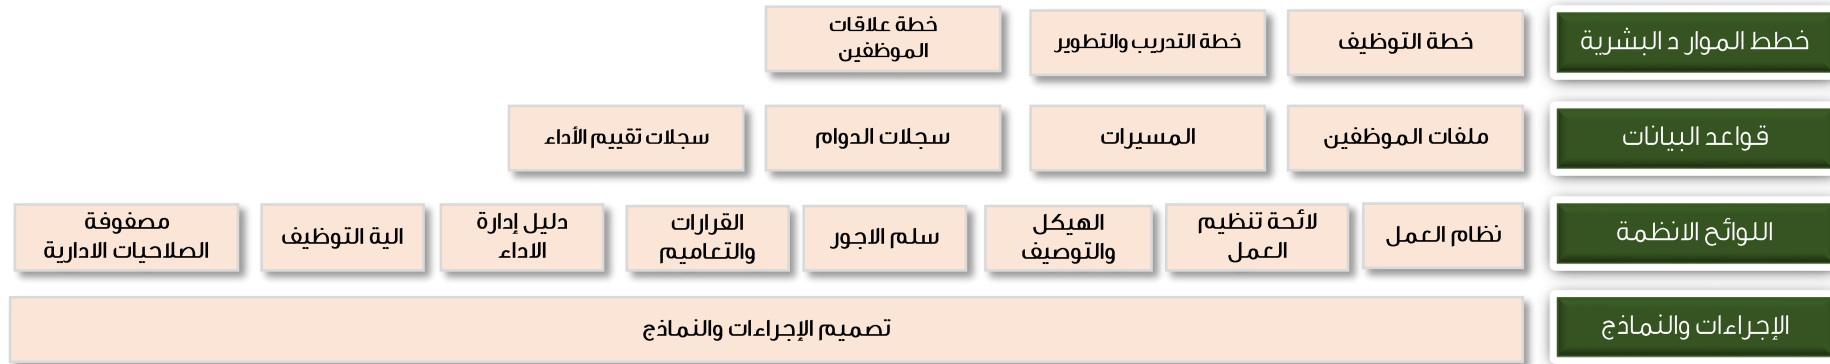 خطط الموار د البشرية
خطة التوظيف
خطة التدريب والتطوير
خطة علاقات
الموظفين
قواعد البيانات
ملفات الموظفين
المسيرات
سجلات الدوام
سجلات تقييم الأداء
اللوائح الانظمة
نظام العمل
لائحة تنظيم
العمل
الهيكل
والتوصيف
سلم الاجور
القرارات
والتعاميم
دليل إدارة
الاداء
الية التوظيف
مصفوفة
الصلاحيات الادارية
الإجراءات والنماذج
تصميم الإجراءات والنماذج